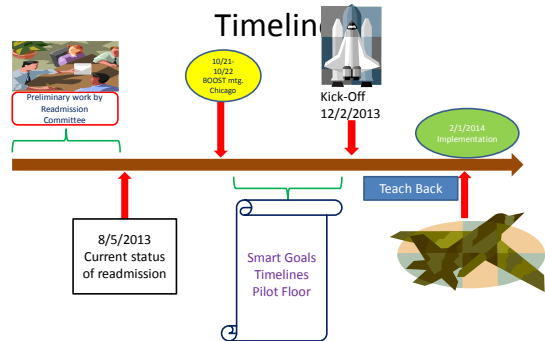 Timeline
10/21-
10/22
BOOST mtg.
Chicago
Preliminary work by
Readmission
Committee
Kick-Off
12/2/2013
2/1/2014
Implementation
Teach Back
8/5/2013
Current status
of readmission
Smart Goals
Timelines
Pilot Floor